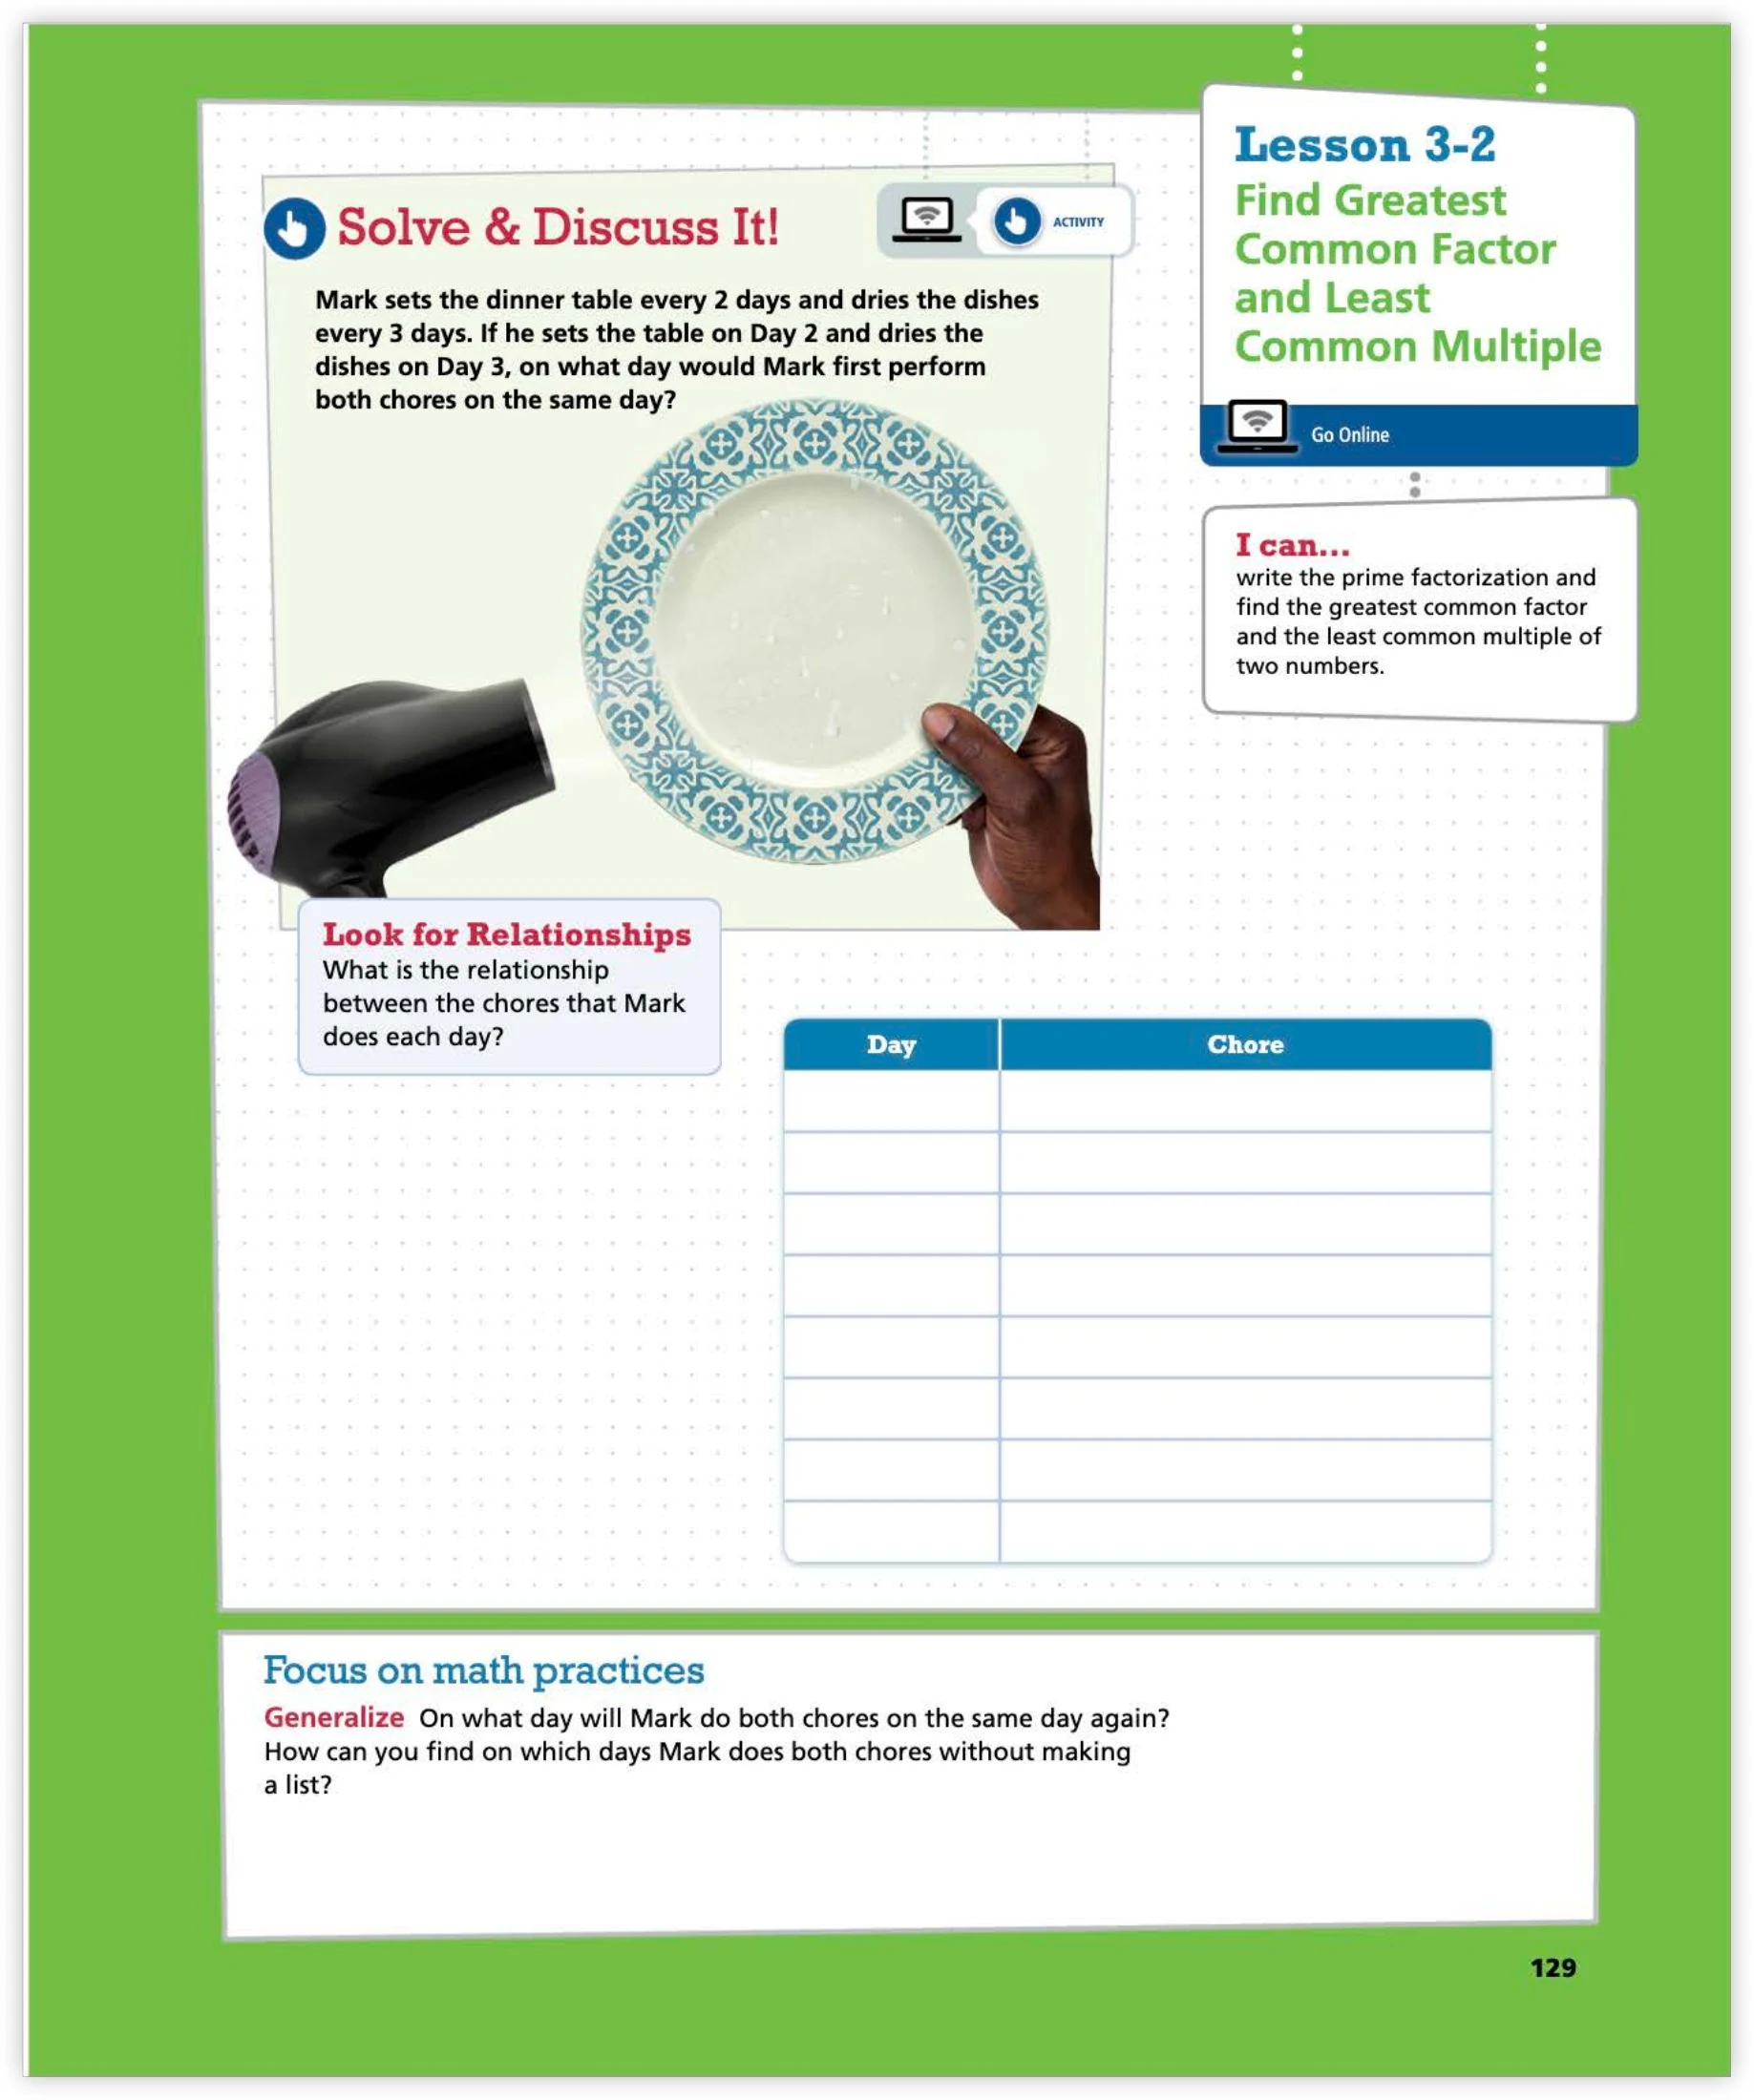 Lesson 3-2
Find Greatest
Common Factor
and Least
Common Multiple
Go Online
Solve & Discuss It!
ACTIVITY
Mark sets the dinner table every 2 days and dries the dishes
every 3 days. If he sets the table on Day 2 and dries the
dishes on Day 3, on what day would Mark first perform
both chores on the same day?
I can...
write the prime factorization and
find the greatest common factor
and the least common multiple of
two numbers.
Look for Relationships
What is the relationship
between the chores that Mark
does each day?
Day Chore
Focus on math practices
Generalize On what day will Mark do both chores on the same day again?
How can you find on which days Mark does both chores without making
a list?
129